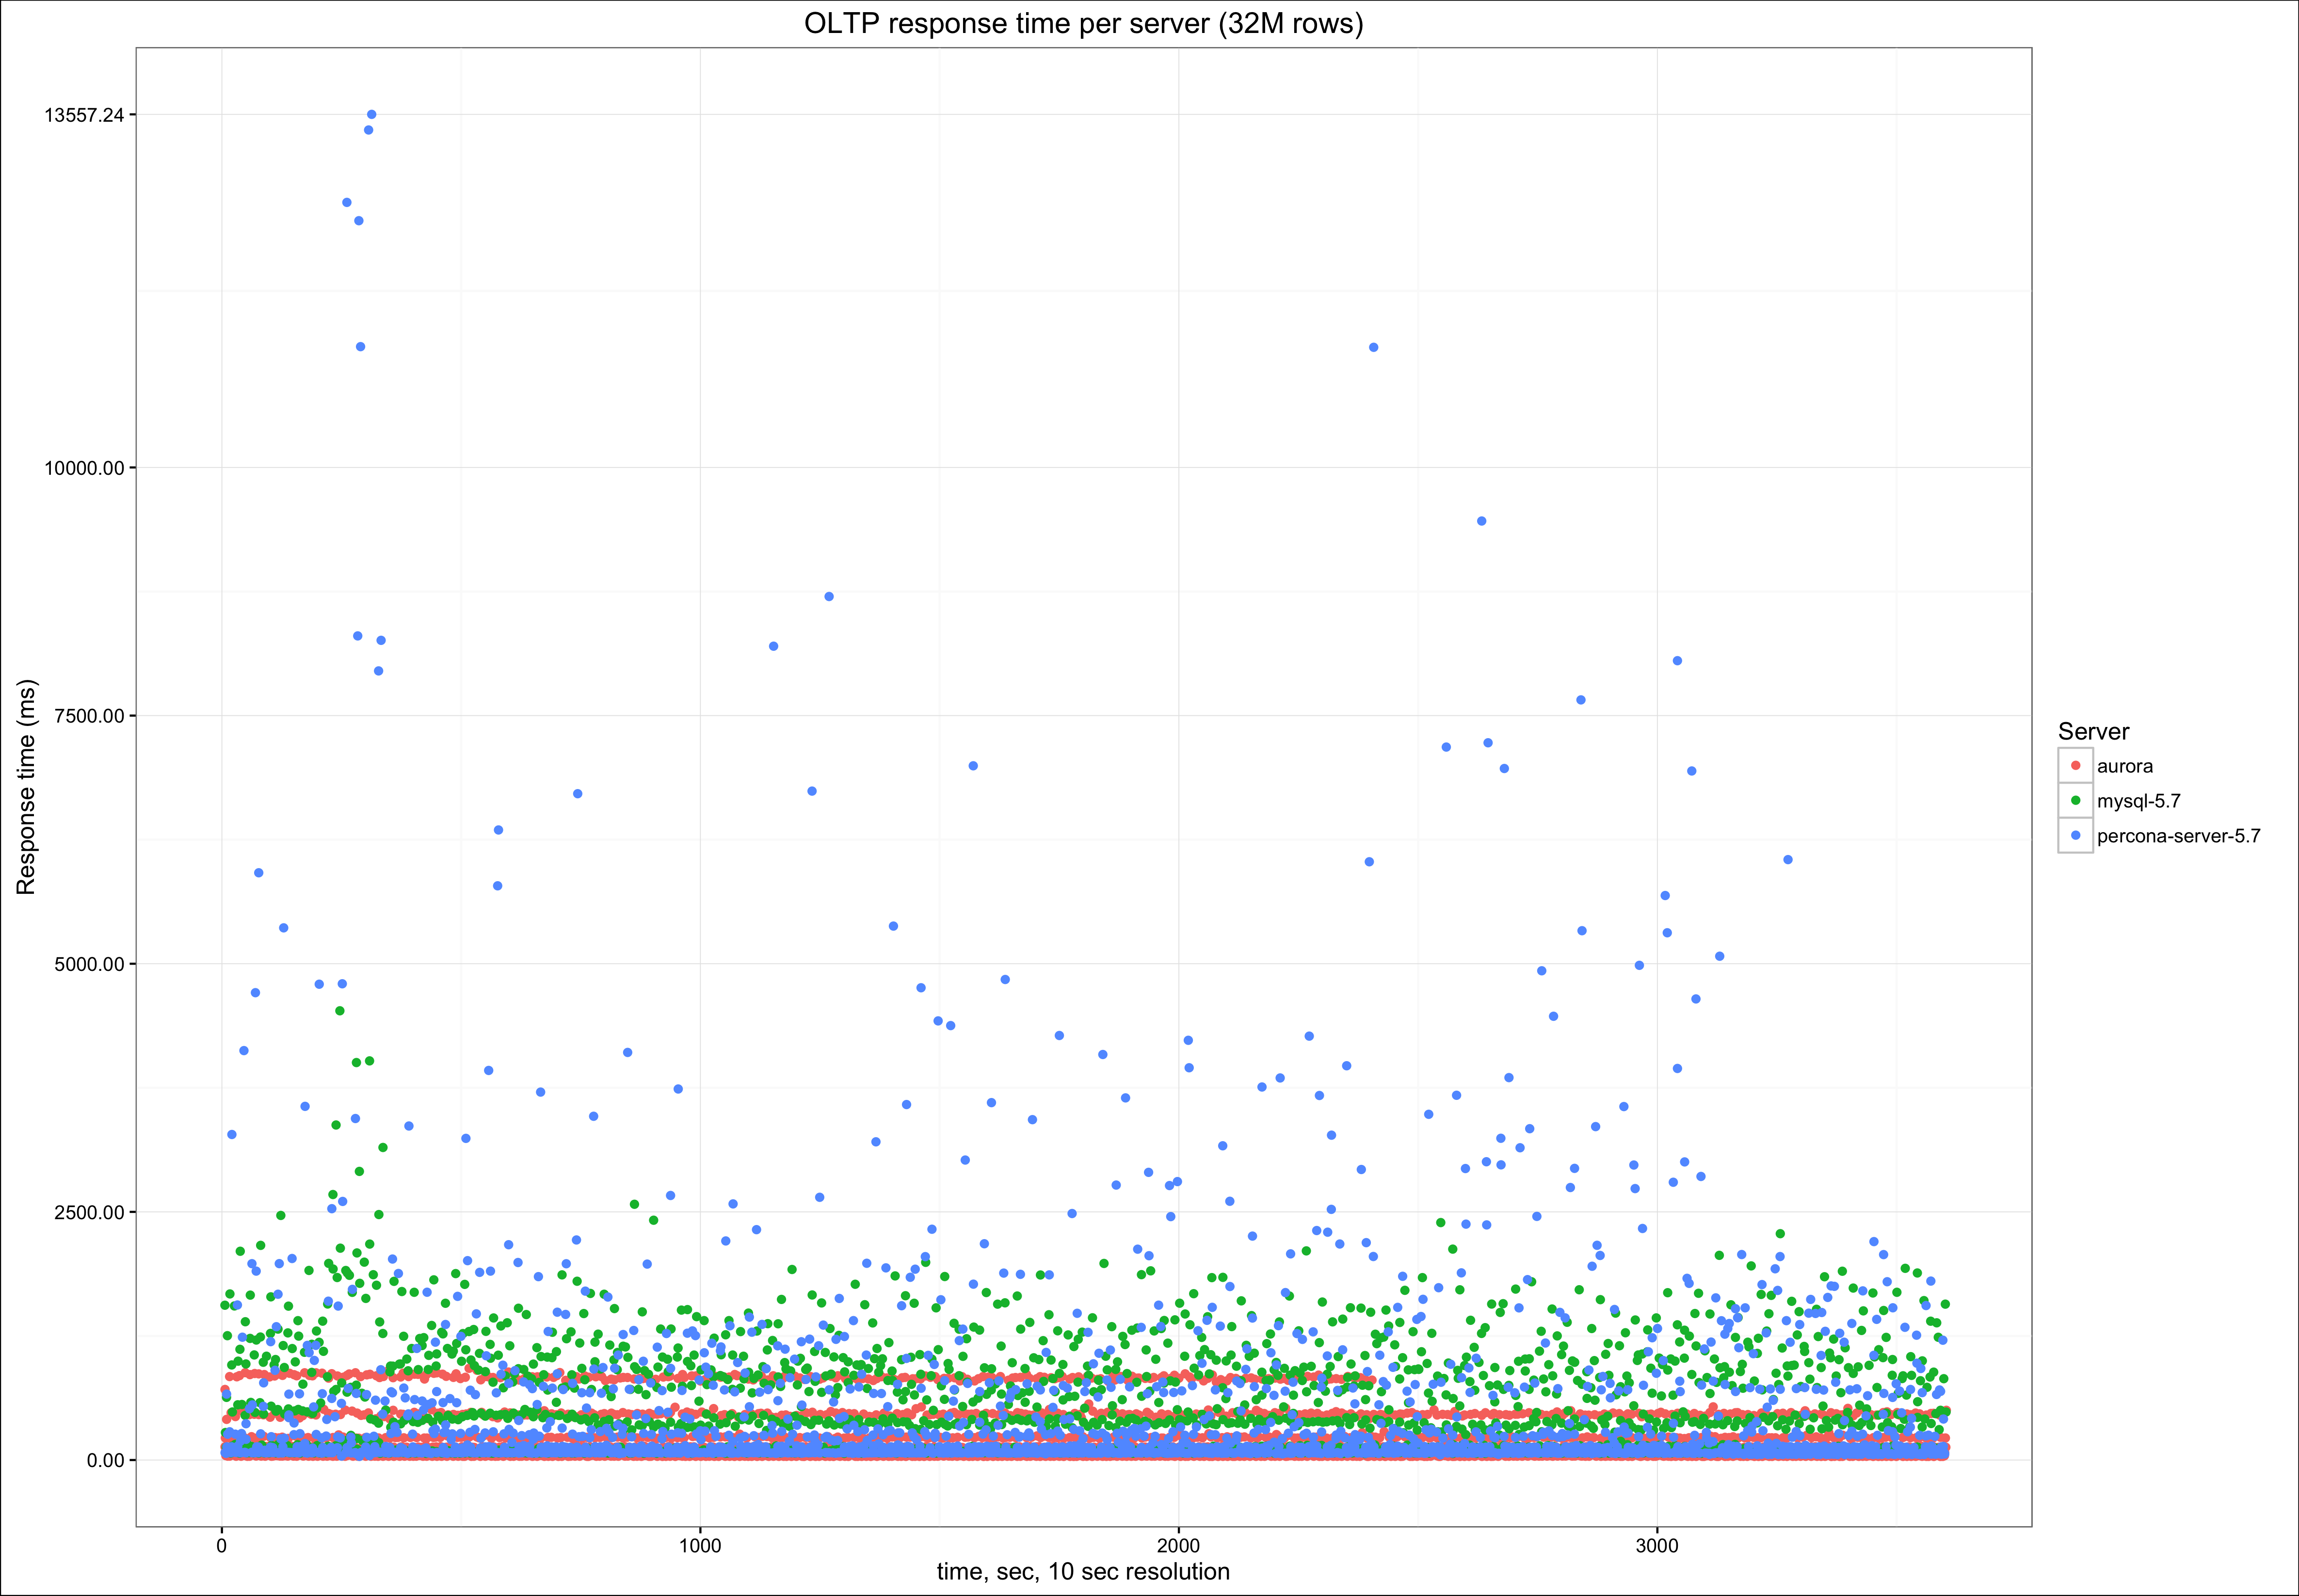 OLTP response time per server (32M rows)
13557.24
10000.00
7500.00
5000.00
2500.00
0.00
Response time (ms)
0 1000 2000 3000
time, sec, 10 sec resolution
Server
aurora
mysql-5.7
percona-server-5.7